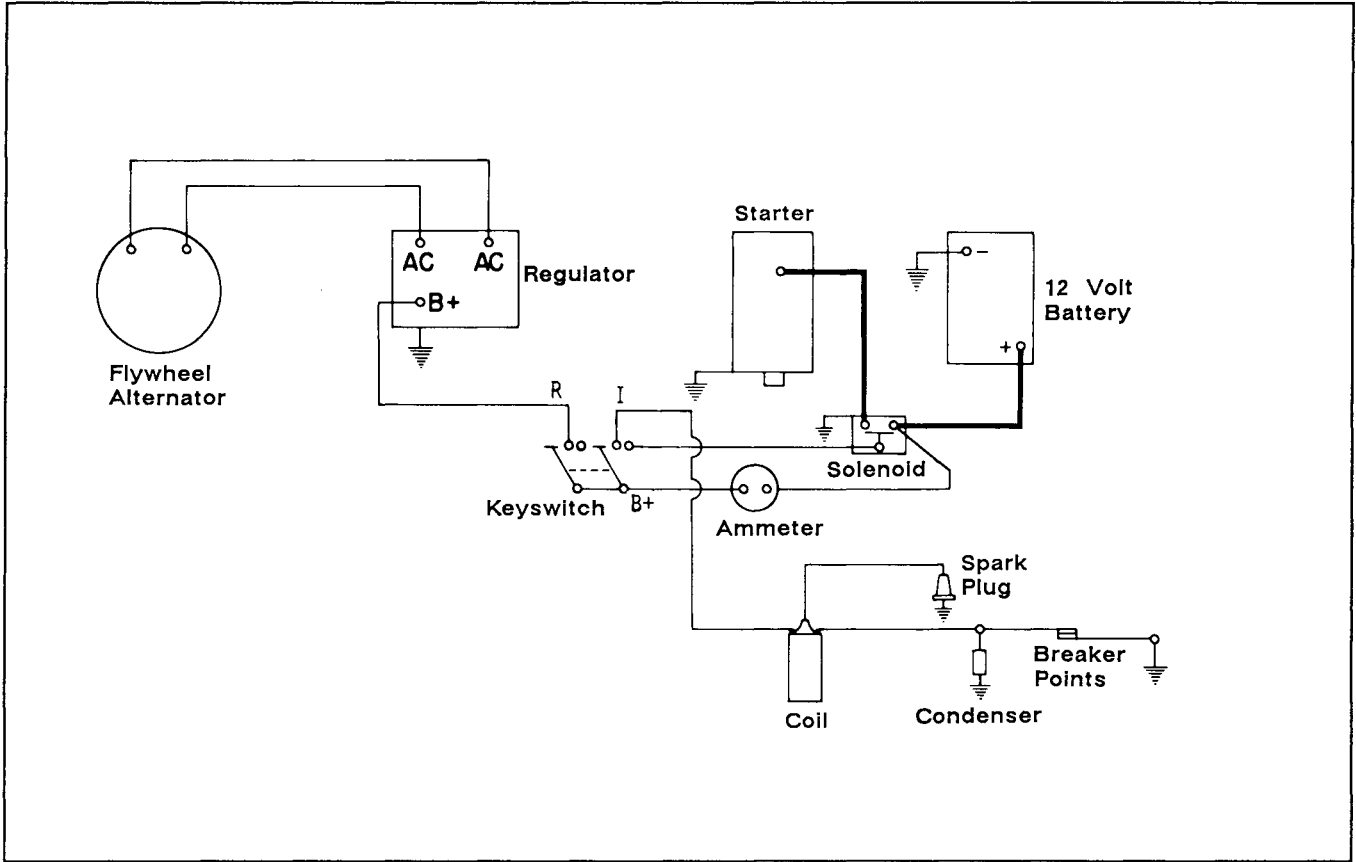 Starter
AC AC
Regulator
B+
-
12 Volt
Battery
+
Flywheel
Alternator
R I
Solenoid
Keyswitch
B+
Ammeter
Spark
Plug
Breaker
Points
Coil
Condenser